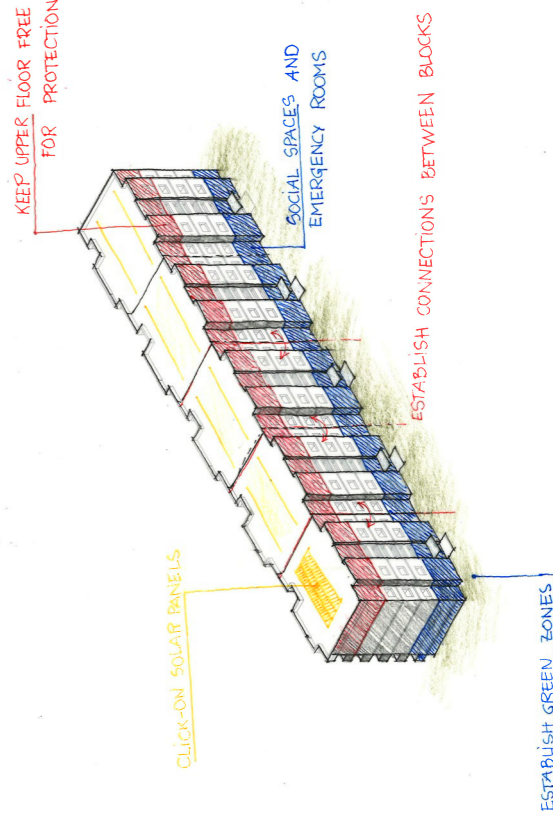 KEEP UPPER FLOOR FREE
FOR PROTECTION
SOCIAL SPACES AND
EMERGENCY ROOMS
ESTABLISH CONNECTIONS BETWEEN BLOCKS
CLICK-ON SOLAR PANELS
ESTABLISH GREEN ZONES